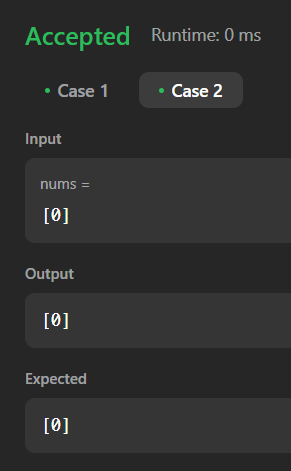 Accepted Runtime: 0 ms
• Case 1 • Case 2
Input
nums =
[0]
Output
[0]
Expected
[0]